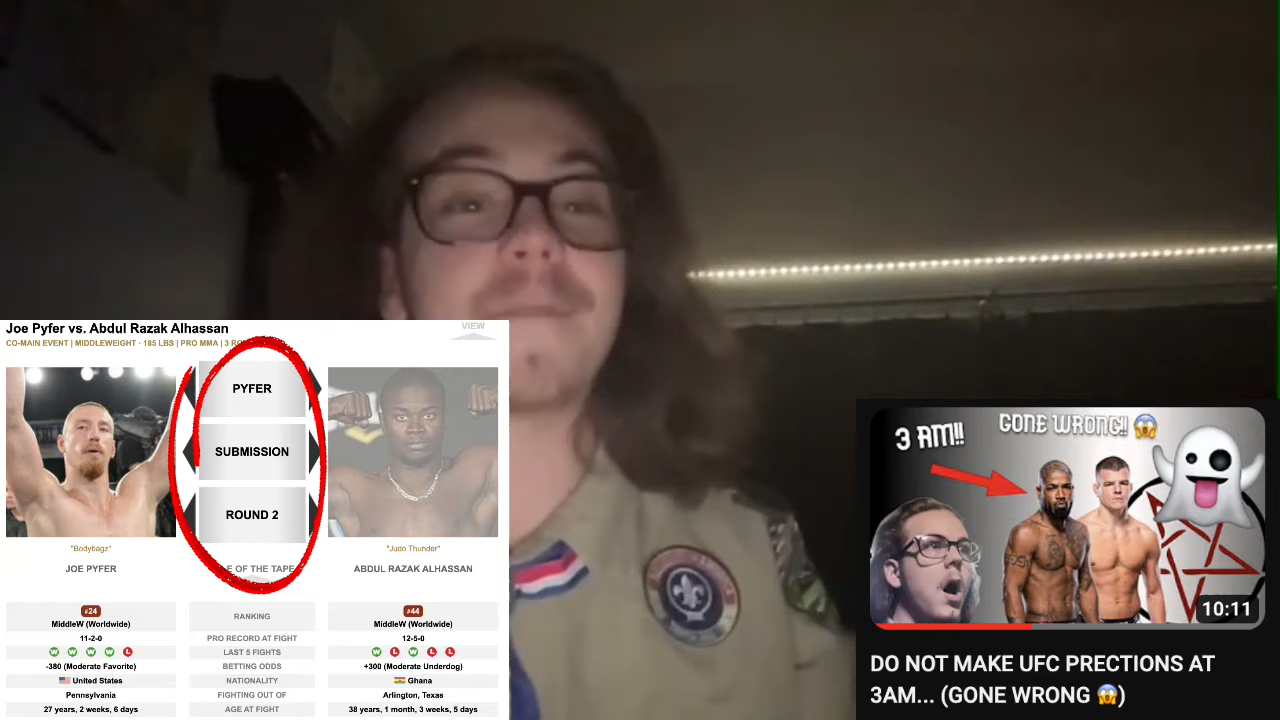 Joe Pyfer vs. Abdul Razak Alhassan
VIEW
CO-MAIN EVENT | MIDDLEWEIGHT · 185 LBS | PRO MMA | 3
PYFER
SUBMISSION
ROUND 2
"Bodybagz"
"Judo Thunder"
JOE PYFER
E OF THE TAPE
ABDUL RAZAK ALHASSAN
#24
MiddleW (Worldwide)
RANKING
#44
MiddleW (Worldwide)
11-2-0
PRO RECORD AT FIGHT
12-5-0
W W W W L
LAST 5 FIGHTS
W L W L L
-380 (Moderate Favorite)
BETTING ODDS
+300 (Moderate Underdog)
United States
NATIONALITY
Ghana
Pennsylvania
FIGHTING OUT OF
Arlington, Texas
27 years, 2 weeks, 6 days
AGE AT FIGHT
38 years, 1 month, 3 weeks, 5 days
3 AM!!
GONE WRONG!! 😱
10:11
DO NOT MAKE UFC PRECTIONS AT
3AM... (GONE WRONG 😱)